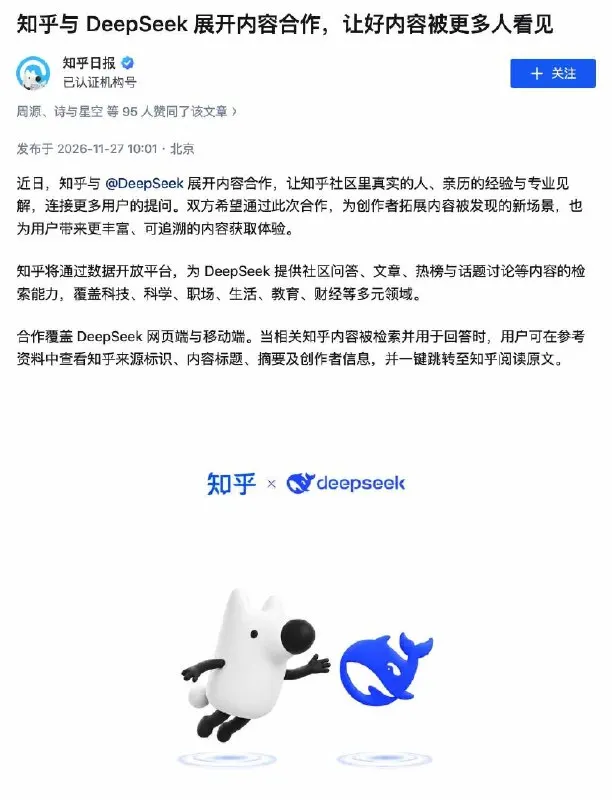 知乎与 DeepSeek 展开内容合作，让好内容被更多人看见
知乎日报
已认证机构号
＋ 关注
周源、诗与星空 等 95 人赞同了该文章 ›
发布于 2026-11-27 10:01 · 北京
近日，知乎与 @DeepSeek 展开内容合作，让知乎社区里真实的人、亲历的经验与专业见
解，连接更多用户的提问。双方希望通过此次合作，为创作者拓展内容被发现的新场景，也
为用户带来更丰富、可追溯的内容获取体验。
知乎将通过数据开放平台，为 DeepSeek 提供社区问答、文章、热榜与话题讨论等内容的检
索能力，覆盖科技、科学、职场、生活、教育、财经等多元领域。
合作覆盖 DeepSeek 网页端与移动端。当相关知乎内容被检索并用于回答时，用户可在参考
资料中查看知乎来源标识、内容标题、摘要及创作者信息，并一键跳转至知乎阅读原文。
知乎 × deepseek